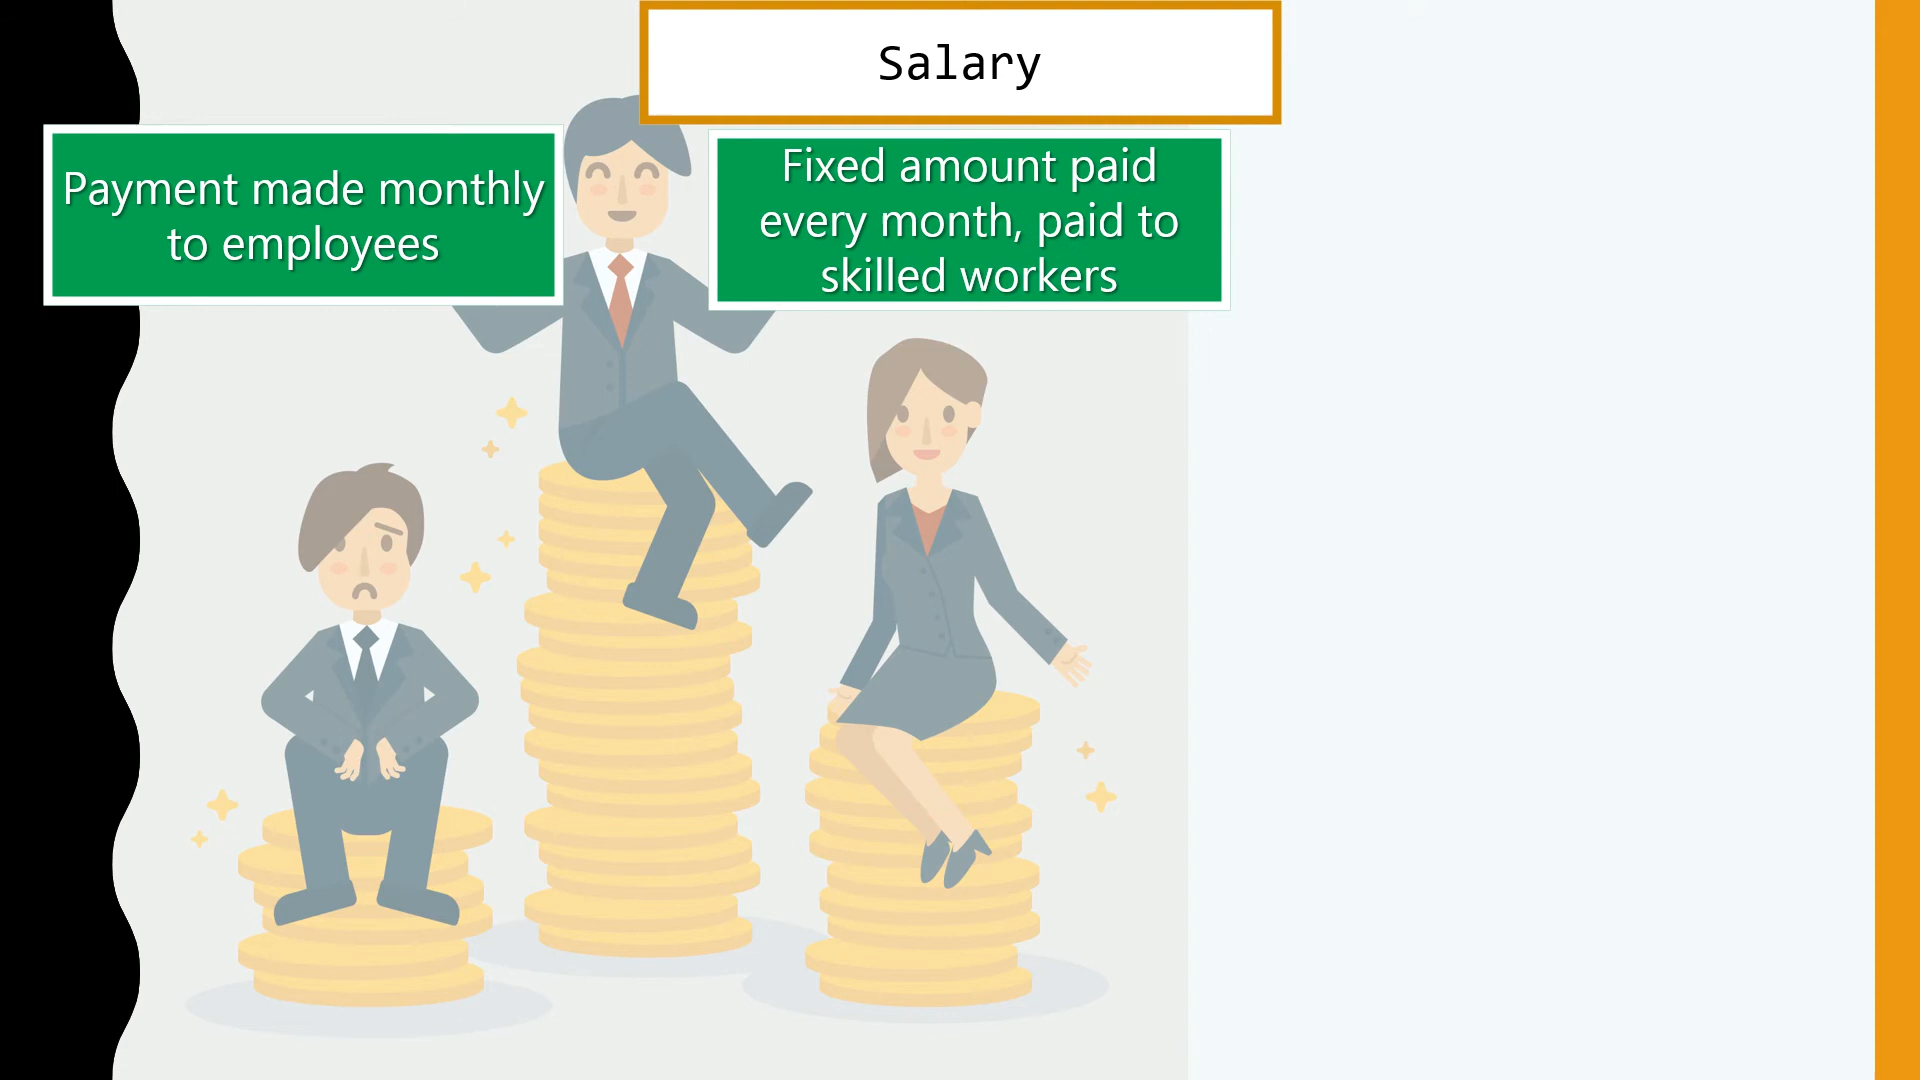 Salary
Payment made monthly
to employees
Fixed amount paid
every month, paid to
skilled workers